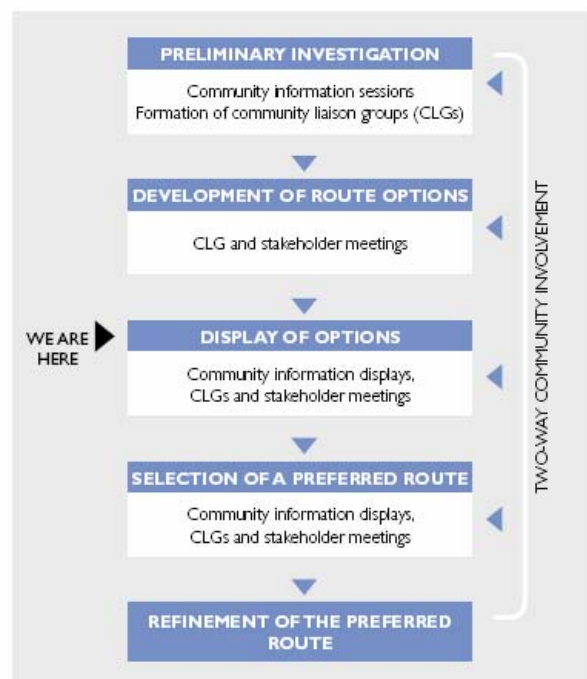 PRELIMINARY INVESTIGATION
Community information sessions
Formation of community liaison groups (CLGs)
DEVELOPMENT OF ROUTE OPTIONS
CLG and stakeholder meetings
WE ARE
HERE
DISPLAY OF OPTIONS
Community information displays,
CLGs and stakeholder meetings
SELECTION OF A PREFERRED ROUTE
Community information displays,
CLGs and stakeholder meetings
REFINEMENT OF THE PREFERRED
ROUTE
TWO-WAY COMMUNITY INVOLVEMENT